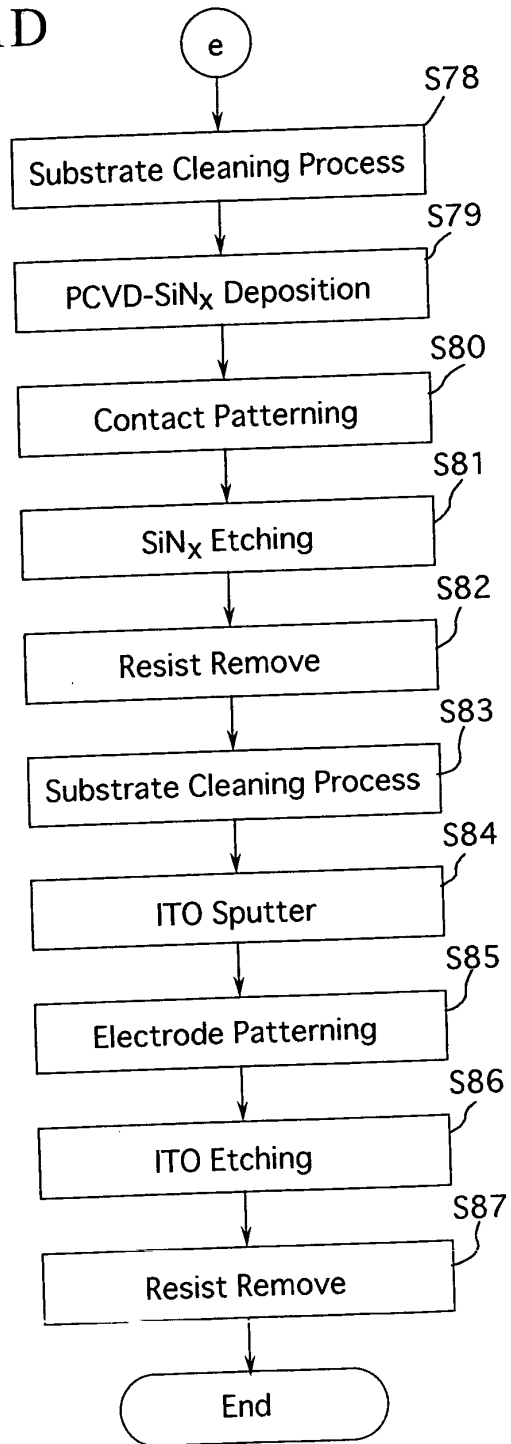 e
S78
Substrate Cleaning Process
S79
PCVD-SiNx Deposition
S80
Contact Patterning
S81
SiNx Etching
S82
Resist Remove
S83
Substrate Cleaning Process
S84
ITO Sputter
S85
Electrode Patterning
S86
ITO Etching
S87
Resist Remove
End